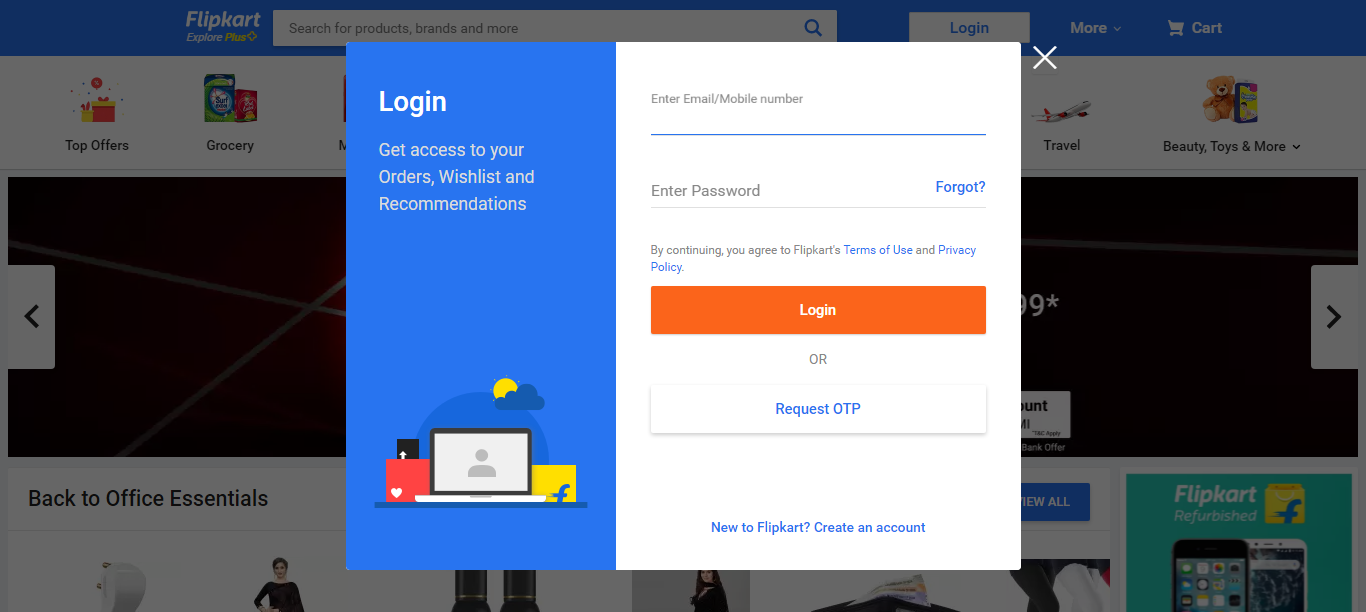 Flipkart
Explore Plus
Search for products, brands and more
Login
More
Cart
Top Offers
Grocery
M
Travel
Beauty, Toys & More
Login
Get access to your
Orders, Wishlist and
Recommendations
Enter Email/Mobile number
Enter Password
Forgot?
By continuing, you agree to Flipkart's Terms of Use and Privacy
Policy.
Login
OR
Request OTP
New to Flipkart? Create an account
99*
ount
MI
*T&C Apply
Bank Offer
Back to Office Essentials
VIEW ALL
Flipkart
Refurbished